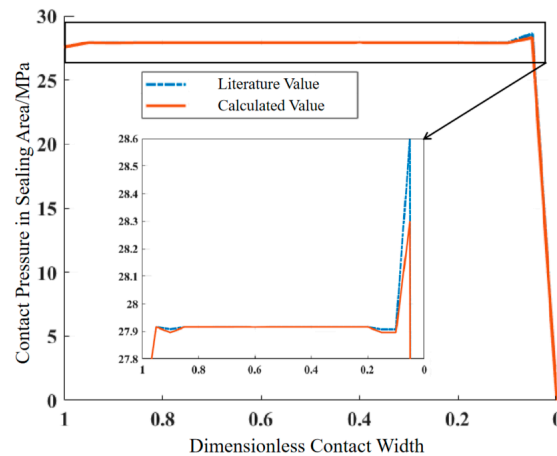 30
25
20
15
10
5
0
Contact Pressure in Sealing Area/MPa
Literature Value
Calculated Value
28.6
28.5
28.4
28.3
28.2
28.1
28
27.9
27.8
1 0.8 0.6 0.4 0.2 0
1 0.8 0.6 0.4 0.2 0
Dimensionless Contact Width